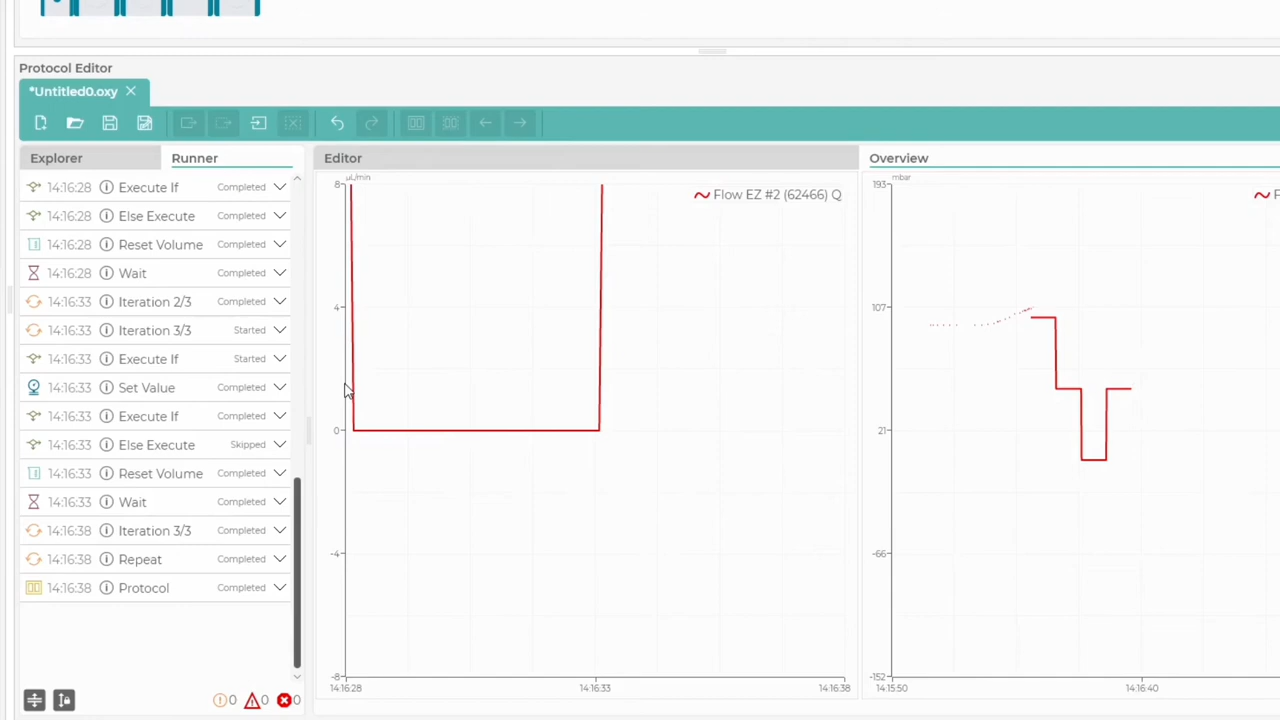 Protocol Editor
*Untitled0.oxy
Explorer
Runner
14:16:28 Execute If Completed
14:16:28 Else Execute Completed
14:16:28 Reset Volume Completed
14:16:28 Wait Completed
14:16:33 Iteration 2/3 Completed
14:16:33 Iteration 3/3 Started
14:16:33 Execute If Started
14:16:33 Set Value Completed
14:16:33 Execute If Completed
14:16:33 Else Execute Skipped
14:16:33 Reset Volume Completed
14:16:33 Wait Completed
14:16:38 Iteration 3/3 Completed
14:16:38 Repeat Completed
14:16:38 Protocol Completed
0 0 0
Editor
µL/min
Flow EZ #2 (62466) Q
8
4
0
-4
-8
14:16:28 14:16:33 14:16:38
Overview
mbar
F
193
107
21
-66
-152
14:15:50 14:16:40